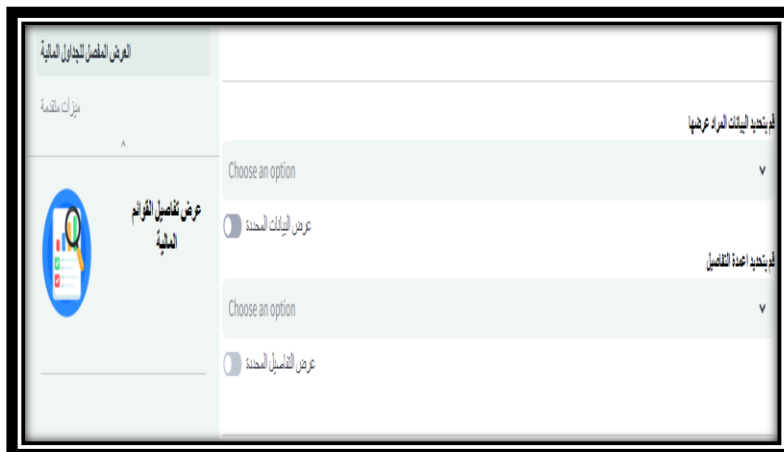 العرض المفصل للجداول المالية
ميزات متقدمة
عرض تفاصيل القوائم
المالية
قم بتحديد البيانات المراد عرضها
Choose an option
عرض البيانات المحددة
قم بتحديد اعمدة التفاصيل
Choose an option
عرض التفاصيل المحددة